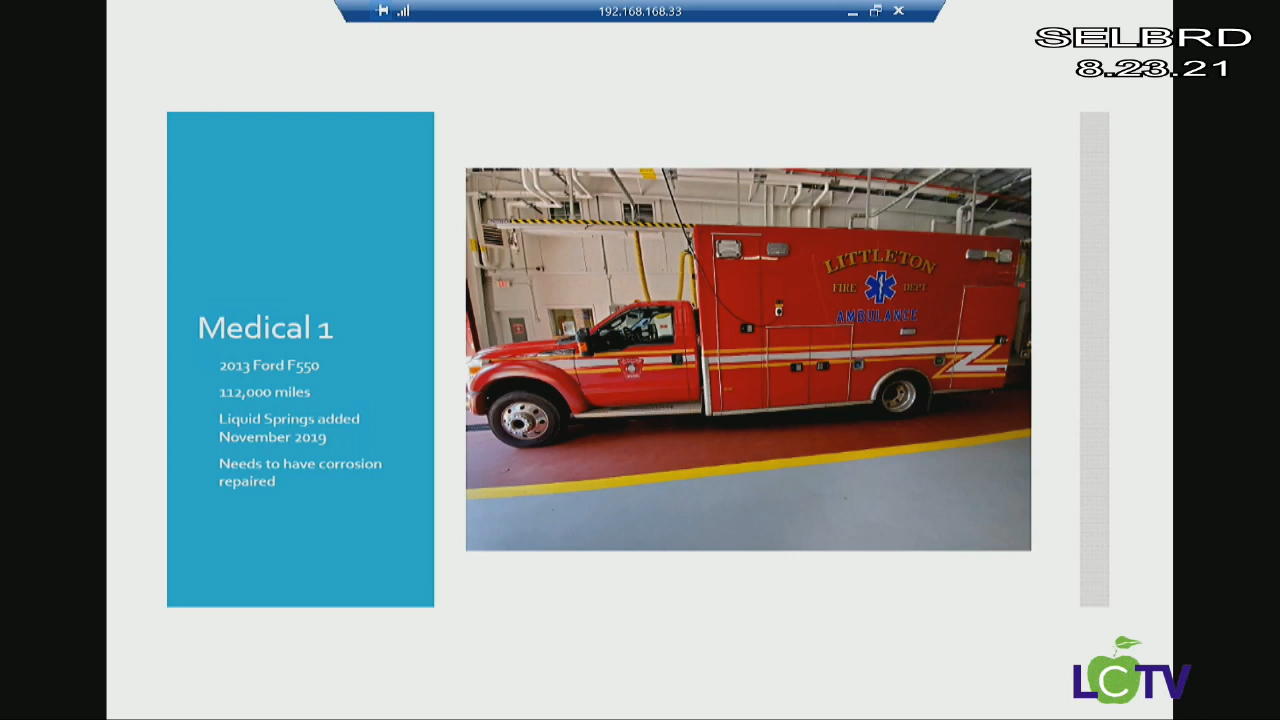 192.168.168.33
SELBRD
8.23.21
Medical 1
2013 Ford F550
112,000 miles
Liquid Springs added
November 2019
Needs to have corrosion
repaired
LITTLETON
FIRE DEPT
AMBULANCE
LCTV